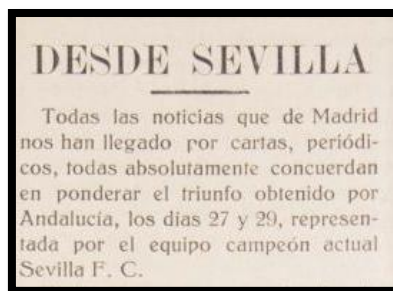 DESDE SEVILLA
Todas las noticias que de Madrid
nos han llegado por cartas, periódi-
cos, todas absolutamente concuerdan
en ponderar el triunfo obtenido por
Andalucía, los dias 27 y 29, represen-
tada por el equipo campeón actual
Sevilla F. C.